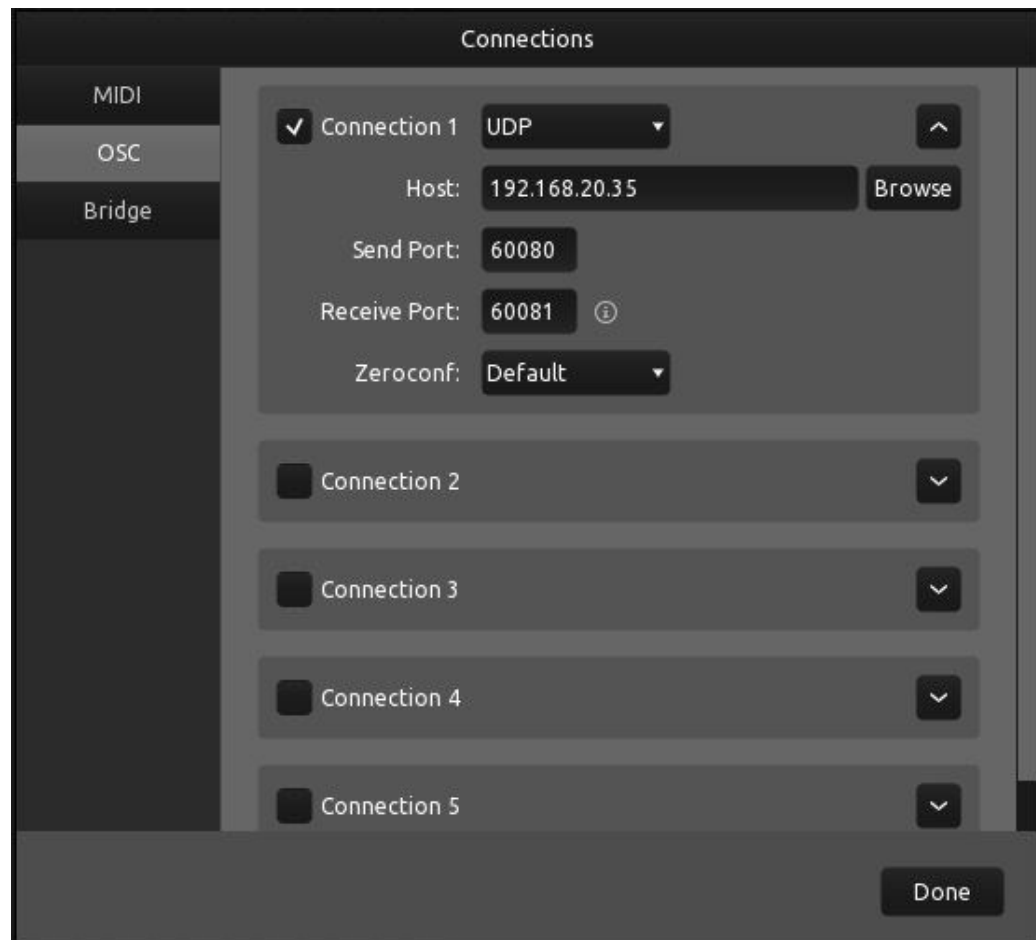 Connections
MIDI
OSC
Bridge
Connection 1 UDP
Host: 192.168.20.35 Browse
Send Port: 60080
Receive Port: 60081
Zeroconf: Default
Connection 2
Connection 3
Connection 4
Connection 5
Done